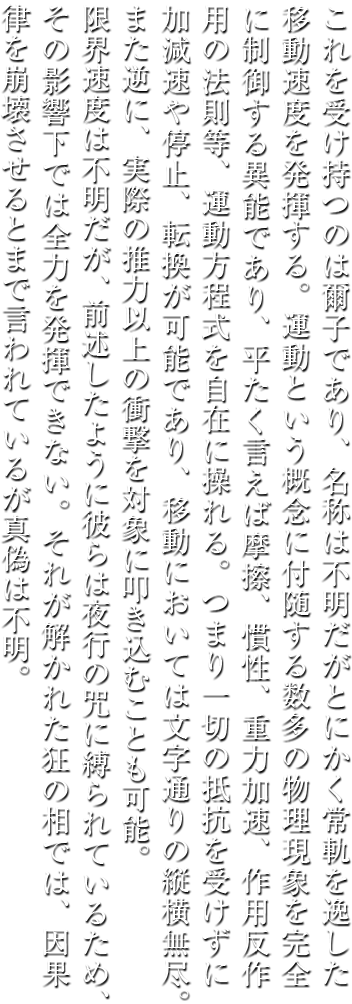 これを受け持つのは爾子であり、名称は不明だがとにかく常軌を逸した
移動速度を発揮する。運動という概念に付随する数多の物理現象を完全
に制御する異能であり、平たく言えば摩擦、慣性、重力加速、作用反作
用の法則等、運動方程式を自在に操れる。つまり一切の抵抗を受けずに
加減速や停止、転換が可能であり、移動においては文字通りの縦横無尽。
また逆に、実際の推力以上の衝撃を対象に叩き込むことも可能。
限界速度は不明だが、前述したように彼らは夜行の咒に縛られているため、
その影響下では全力を発揮できない。それが解かれた狂の相では、因果
律を崩壊させるとまで言われているが真偽は不明。